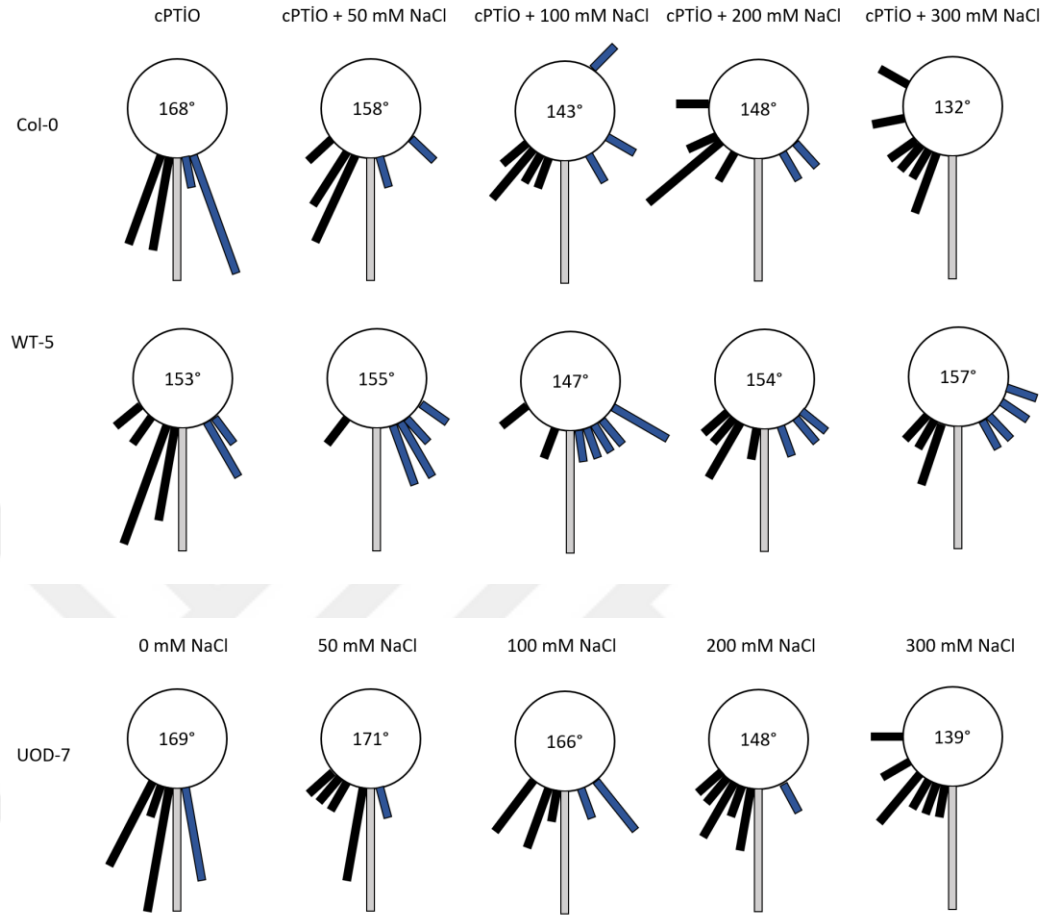 cPTİO cPTİO + 50 mM NaCl cPTİO + 100 mM NaCl cPTİO + 200 mM NaCl cPTİO + 300 mM NaCl
Col-0 168° 158° 143° 148° 132°
WT-5 153° 155° 147° 154° 157°
0 mM NaCl 50 mM NaCl 100 mM NaCl 200 mM NaCl 300 mM NaCl
UOD-7 169° 171° 166° 148° 139°